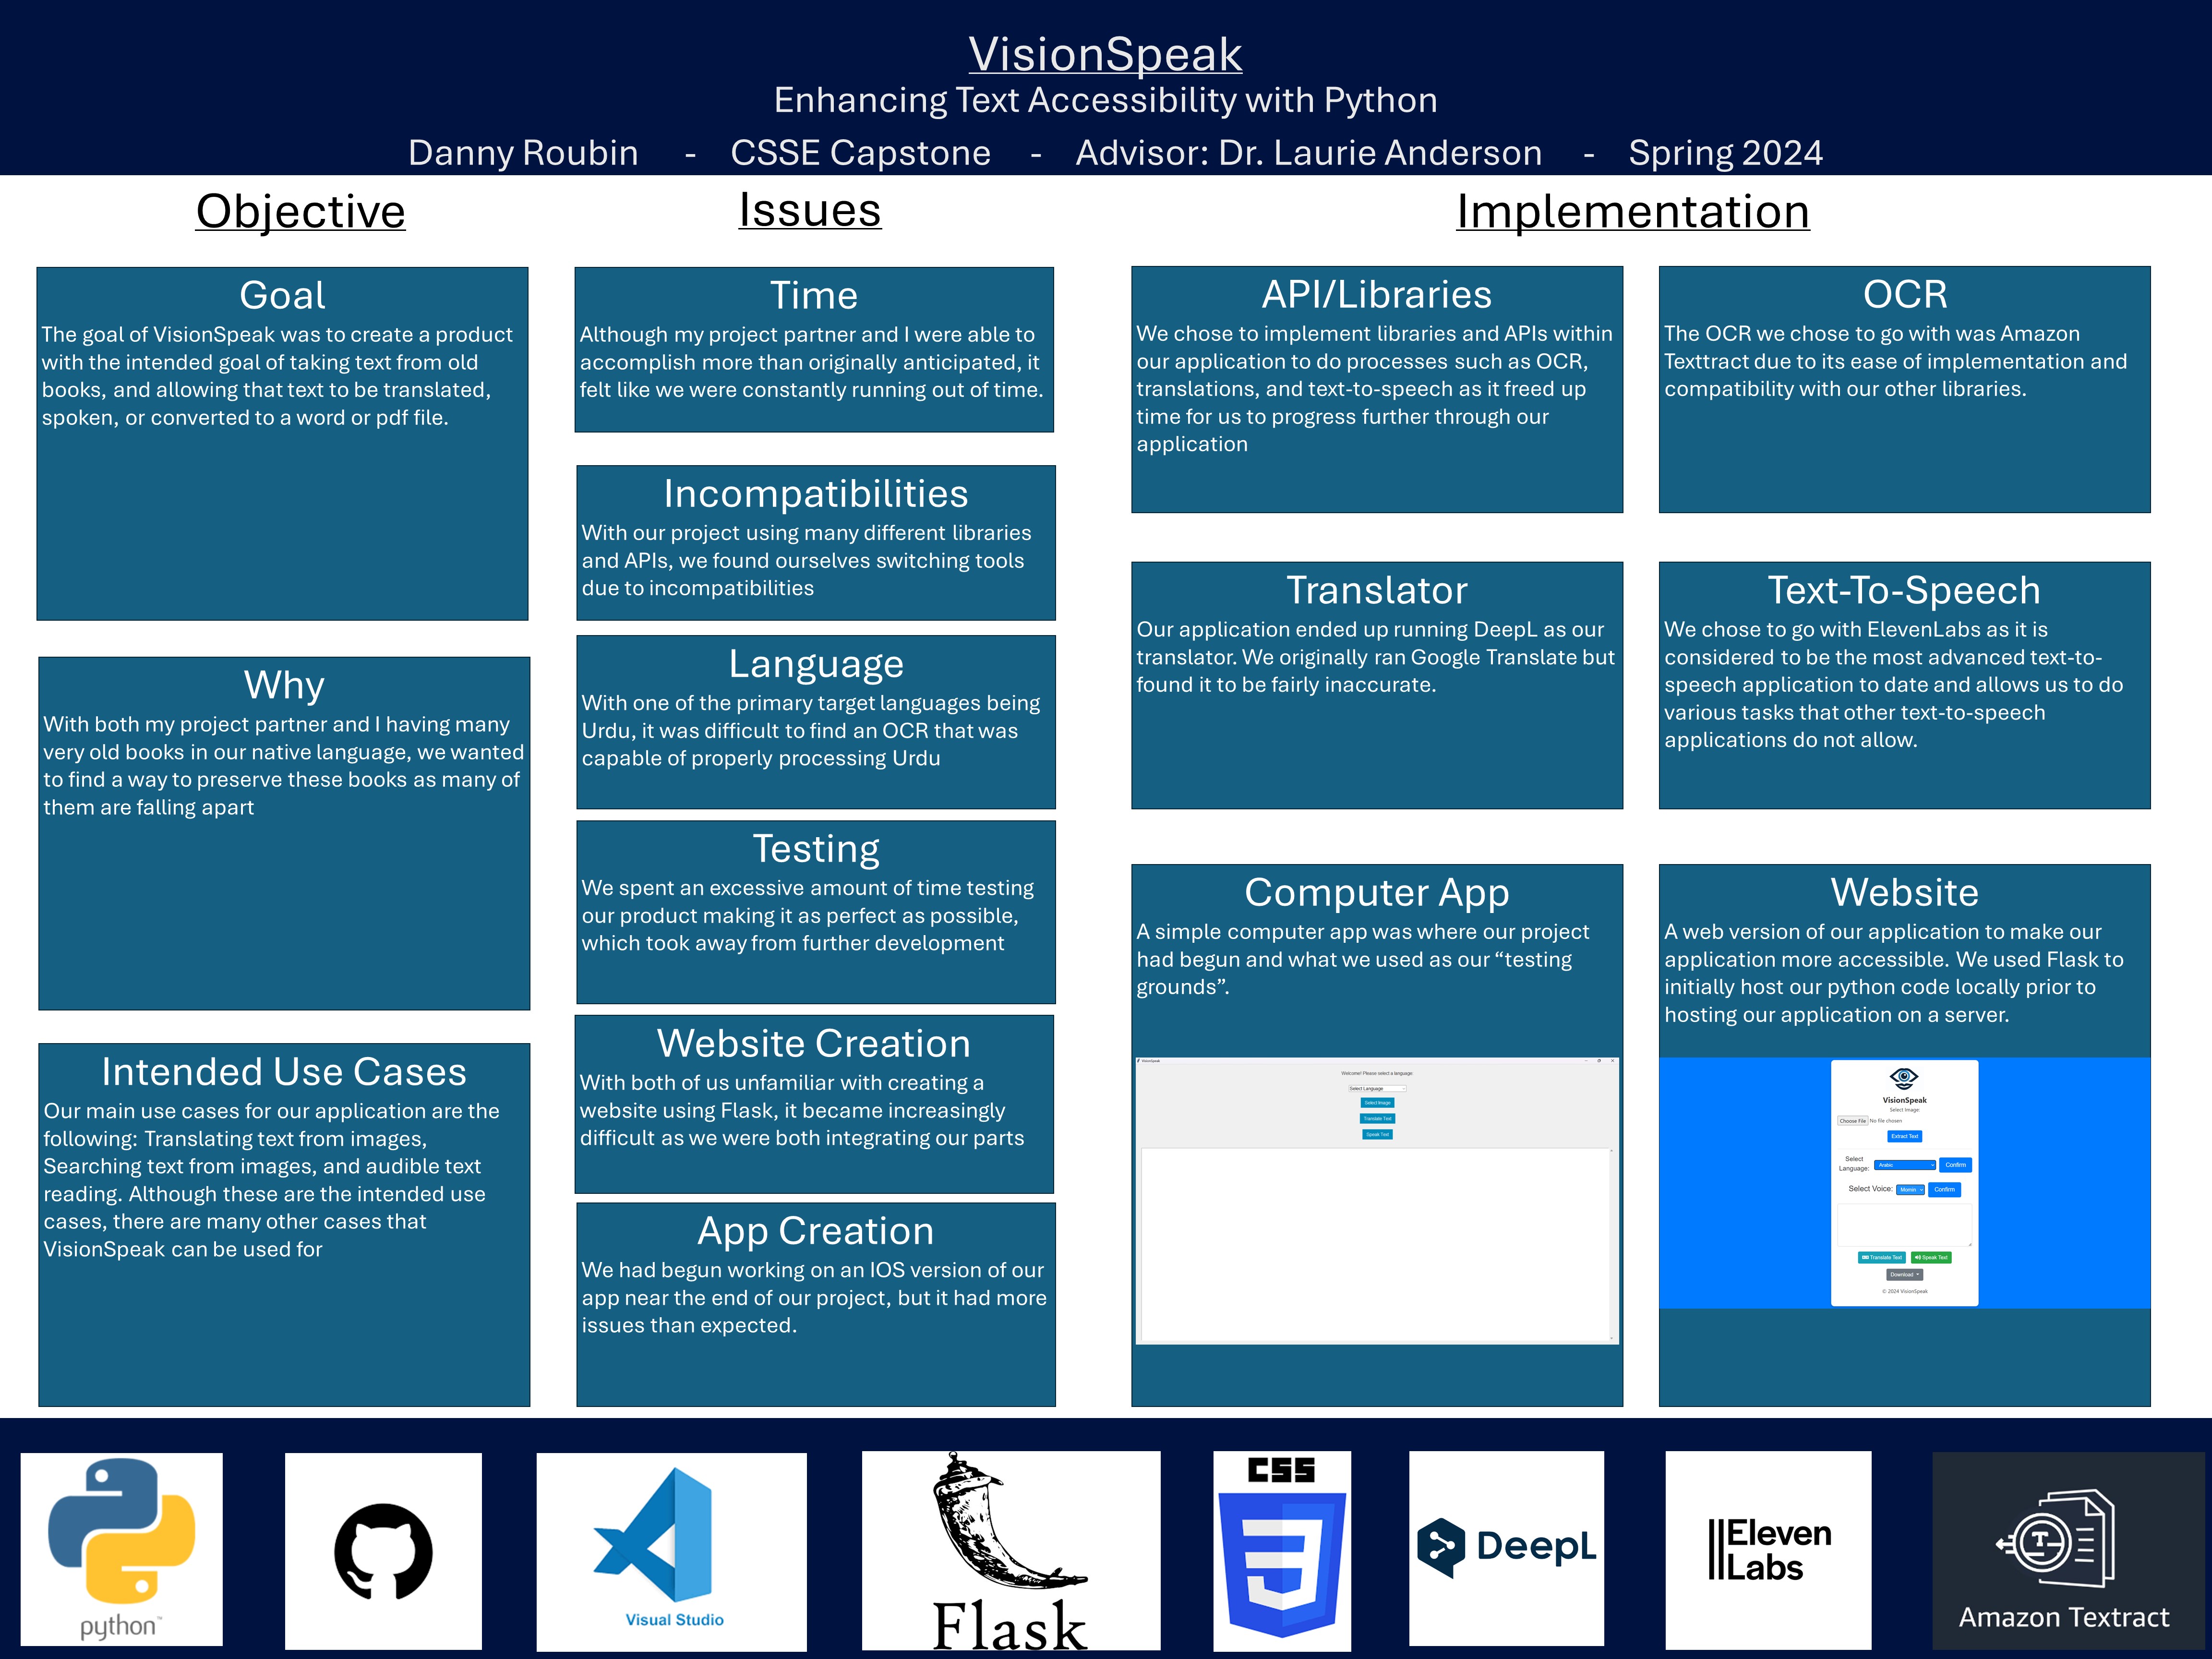 VisionSpeak
Enhancing Text Accessibility with Python
Danny Roubin - CSSE Capstone - Advisor: Dr. Laurie Anderson - Spring 2024
Objective
Goal
The goal of VisionSpeak was to create a product
with the intended goal of taking text from old
books, and allowing that text to be translated,
spoken, or converted to a word or pdf file.
Why
With both my project partner and I having many
very old books in our native language, we wanted
to find a way to preserve these books as many of
them are falling apart
Intended Use Cases
Our main use cases for our application are the
following: Translating text from images,
Searching text from images, and audible text
reading. Although these are the intended use
cases, there are many other cases that
VisionSpeak can be used for
Issues
Time
Although my project partner and I were able to
accomplish more than originally anticipated, it
felt like we were constantly running out of time.
Incompatibilities
With our project using many different libraries
and APIs, we found ourselves switching tools
due to incompatibilities
Language
With one of the primary target languages being
Urdu, it was difficult to find an OCR that was
capable of properly processing Urdu
Testing
We spent an excessive amount of time testing
our product making it as perfect as possible,
which took away from further development
Website Creation
With both of us unfamiliar with creating a
website using Flask, it became increasingly
difficult as we were both integrating our parts
App Creation
We had begun working on an IOS version of our
app near the end of our project, but it had more
issues than expected.
Implementation
API/Libraries
We chose to implement libraries and APIs within
our application to do processes such as OCR,
translations, and text-to-speech as it freed up
time for us to progress further through our
application
OCR
The OCR we chose to go with was Amazon
Texttract due to its ease of implementation and
compatibility with our other libraries.
Translator
Our application ended up running DeepL as our
translator. We originally ran Google Translate but
found it to be fairly inaccurate.
Text-To-Speech
We chose to go with ElevenLabs as it is
considered to be the most advanced text-to-
speech application to date and allows us to do
various tasks that other text-to-speech
applications do not allow.
Computer App
A simple computer app was where our project
had begun and what we used as our “testing
grounds”.
VisionSpeak
Welcome! Please select a language
Select Language
Select Image
Translate Text
Speak Text
Website
A web version of our application to make our
application more accessible. We used Flask to
initially host our python code locally prior to
hosting our application on a server.
VisionSpeak
Select Image:
Choose File No file chosen
Extract Text
Select
Language: Arabic Confirm
Select Voice: Momin Confirm
Translate Text Speak Text
Download
© 2024 VisionSpeak
python™
Visual Studio
Flask
CSS
DeepL
Eleven
Labs
Amazon Textract